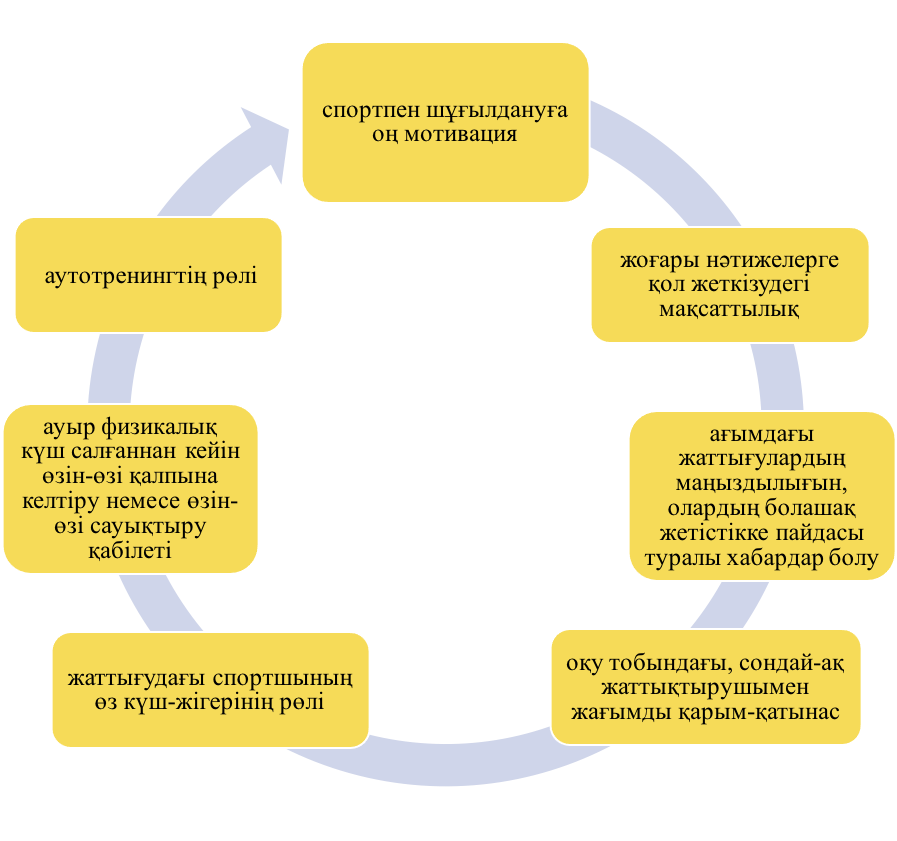 спортпен шұғылдануға
оң мотивация
жоғары нәтижелерге
қол жеткізудегі
мақсаттылық
ағымдағы
жаттығулардың
маңыздылығын,
олардың болашақ
жетістікке пайдасы
туралы хабардар болу
оқу тобындағы, сондай-ақ
жаттықтырушымен
жағымды қарым-қатынас
жаттығудағы спортшының
өз күш-жігерінің рөлі
ауыр физикалық
күш салғаннан кейін
өзін-өзі қалпына
келтіру немесе өзін-
өзі сауықтыру
қабілеті
аутотренингтің рөлі